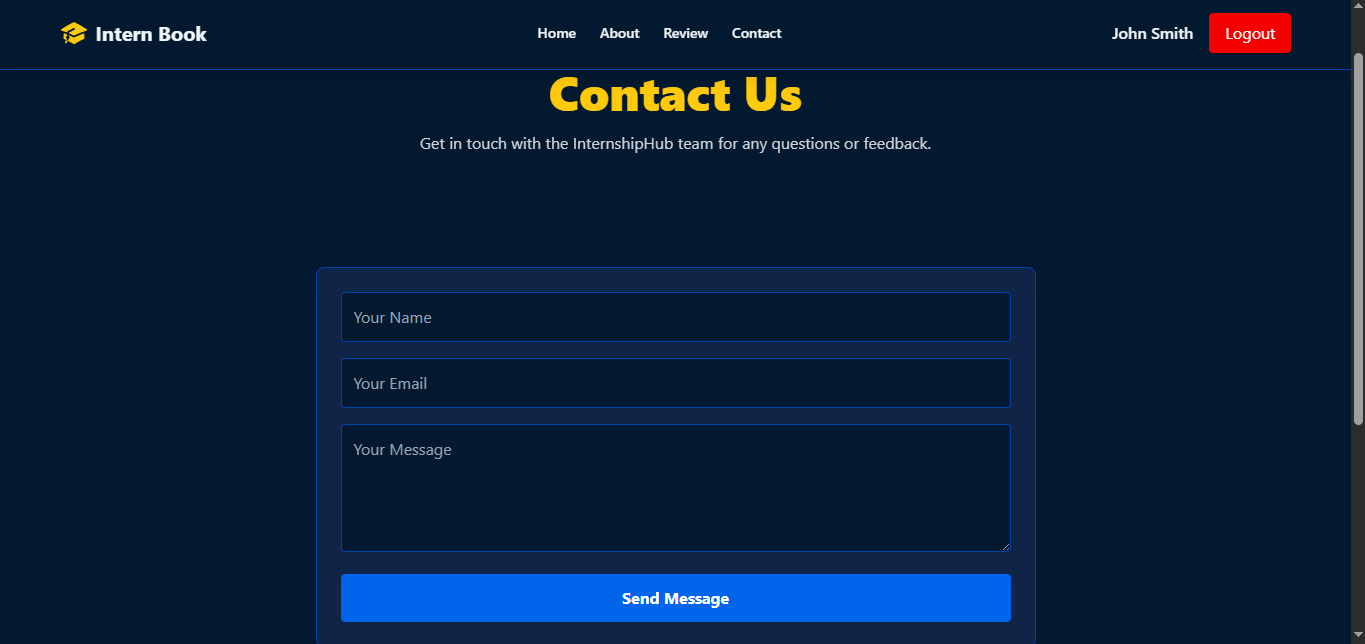 Intern Book
Home About Review Contact
John Smith Logout
Contact Us
Get in touch with the InternshipHub team for any questions or feedback.
Your Name
Your Email
Your Message
Send Message